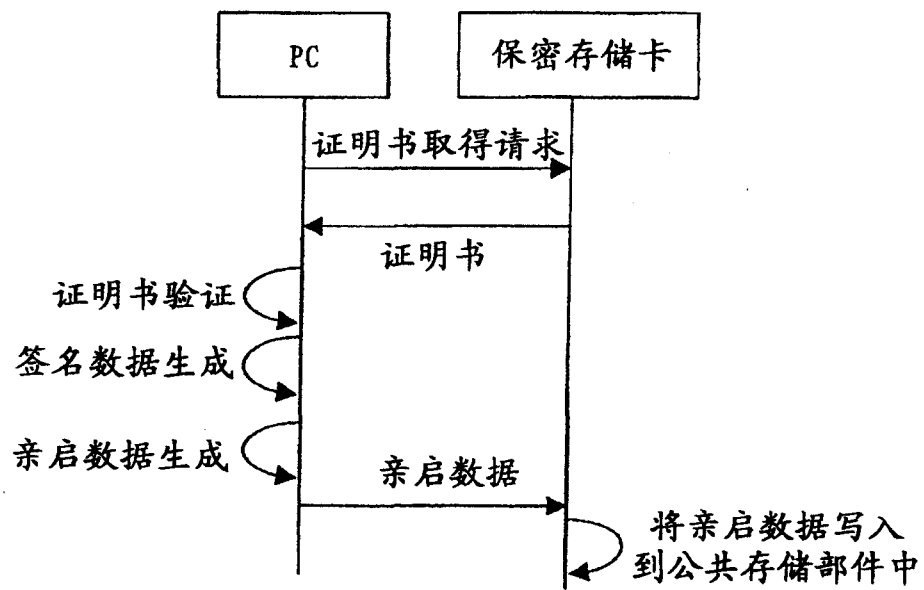 PC
保密存储卡
证明书取得请求
证明书
证明书验证
签名数据生成
亲启数据生成
亲启数据
将亲启数据写入
到公共存储部件中